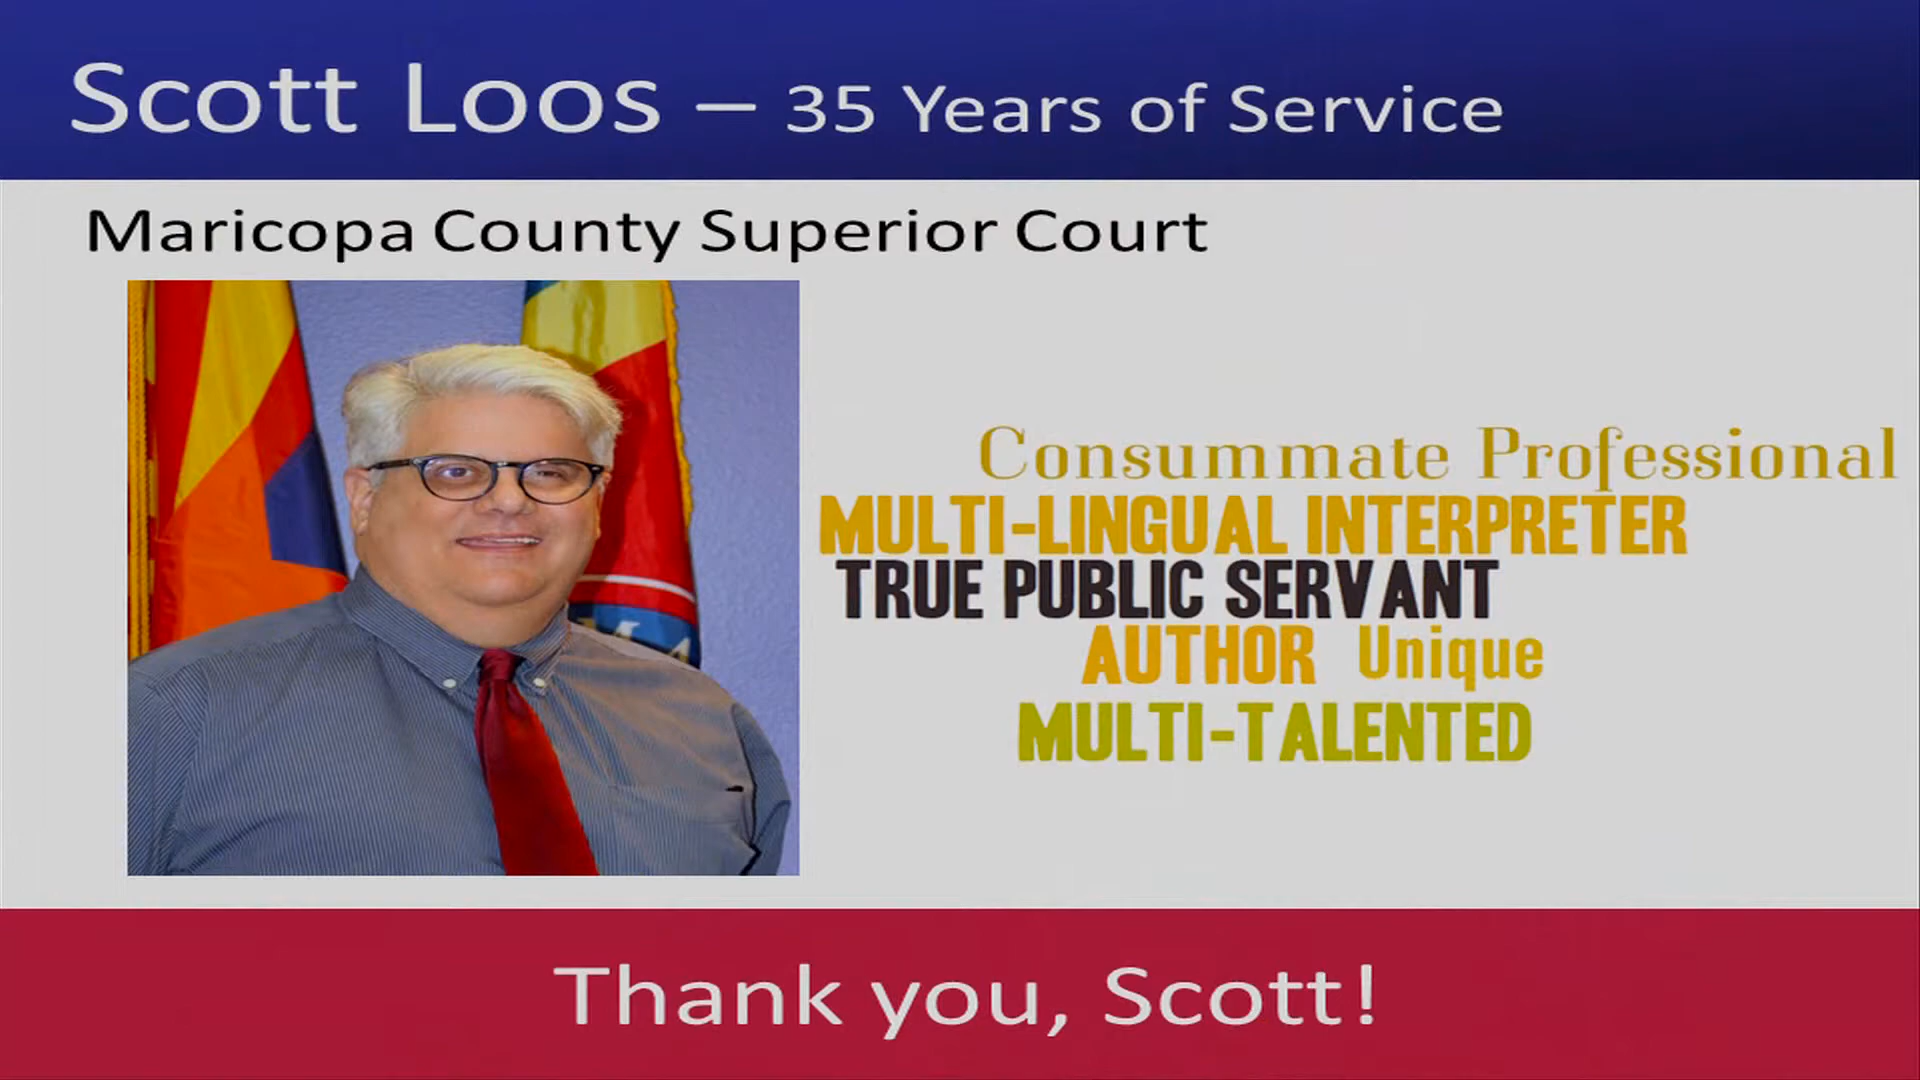 Scott Loos – 35 Years of Service
Maricopa County Superior Court
Consummate Professional
MULTI-LINGUAL INTERPRETER
TRUE PUBLIC SERVANT
AUTHOR Unique
MULTI-TALENTED
Thank you, Scott!